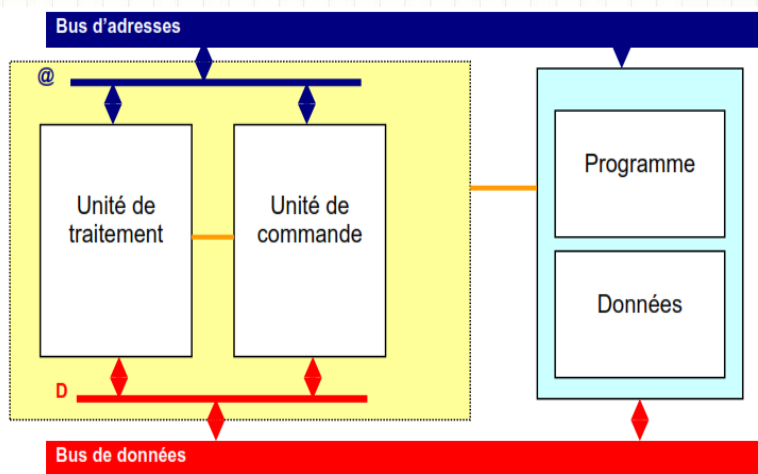 Bus d'adresses
@
Unité de
traitement
Unité de
commande
Programme
Données
D
Bus de données